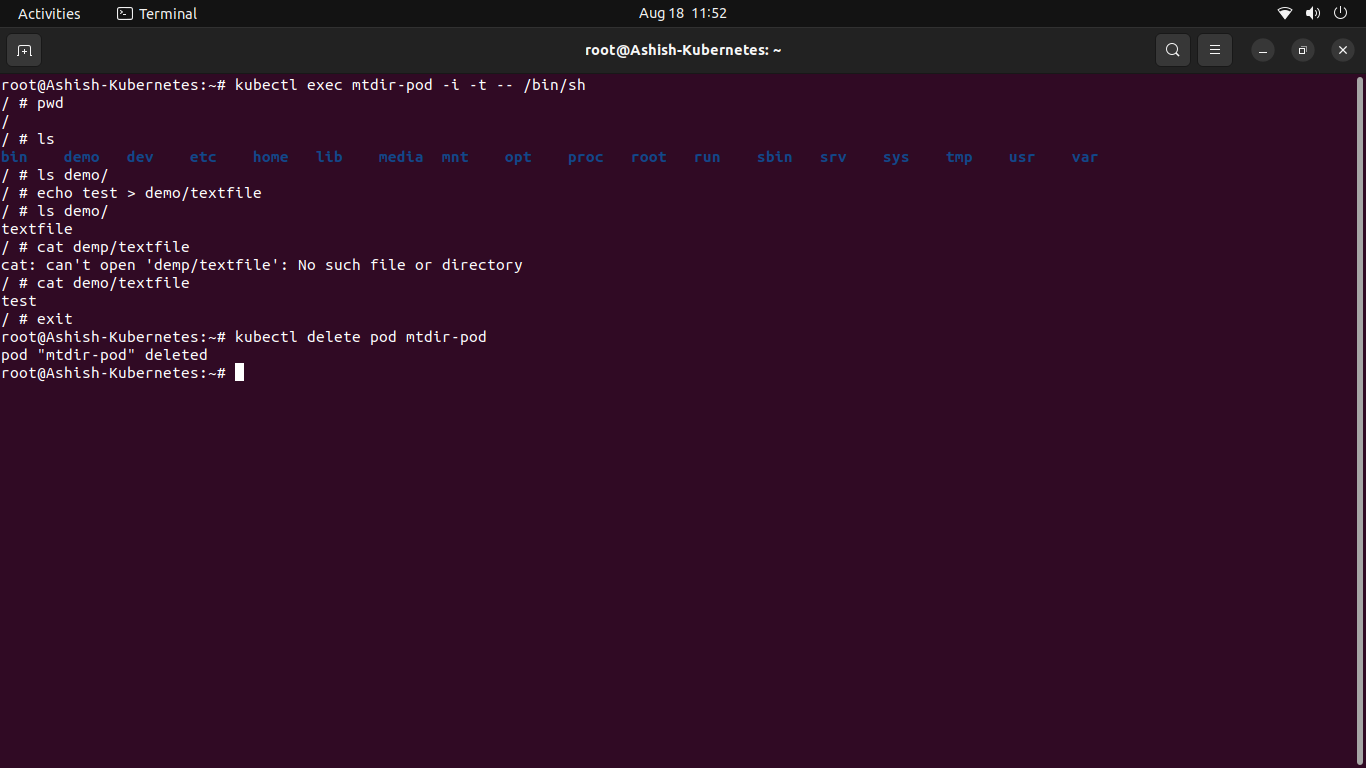 Activities Terminal Aug 18 11:52
root@Ashish-Kubernetes: ~
root@Ashish-Kubernetes:~# kubectl exec mtdir-pod -i -t -- /bin/sh
/ # pwd
/
/ # ls
bin demo dev etc home lib media mnt opt proc root run sbin srv sys tmp usr var
/ # ls demo/
/ # echo test > demo/textfile
/ # ls demo/
textfile
/ # cat demp/textfile
cat: can't open 'demp/textfile': No such file or directory
/ # cat demo/textfile
test
/ # exit
root@Ashish-Kubernetes:~# kubectl delete pod mtdir-pod
pod "mtdir-pod" deleted
root@Ashish-Kubernetes:~#